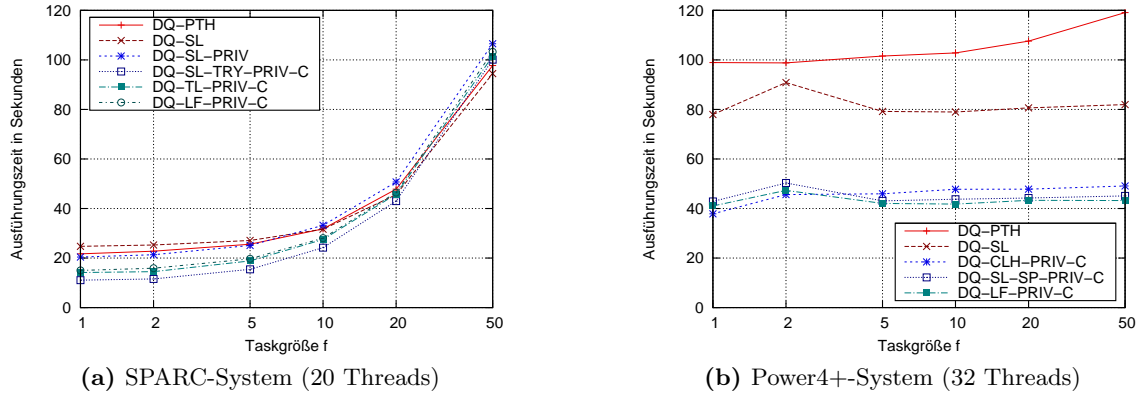 Ausführungszeit in Sekunden
120
100
80
60
40
20
0
DQ-PTH
DQ-SL
DQ-SL-PRIV
DQ-SL-TRY-PRIV-C
DQ-TL-PRIV-C
DQ-LF-PRIV-C
1 2 5 10 20 50
Taskgröße f
(a) SPARC-System (20 Threads)
Ausführungszeit in Sekunden
120
100
80
60
40
20
0
DQ-PTH
DQ-SL
DQ-CLH-PRIV-C
DQ-SL-SP-PRIV-C
DQ-LF-PRIV-C
1 2 5 10 20 50
Taskgröße f
(b) Power4+-System (32 Threads)